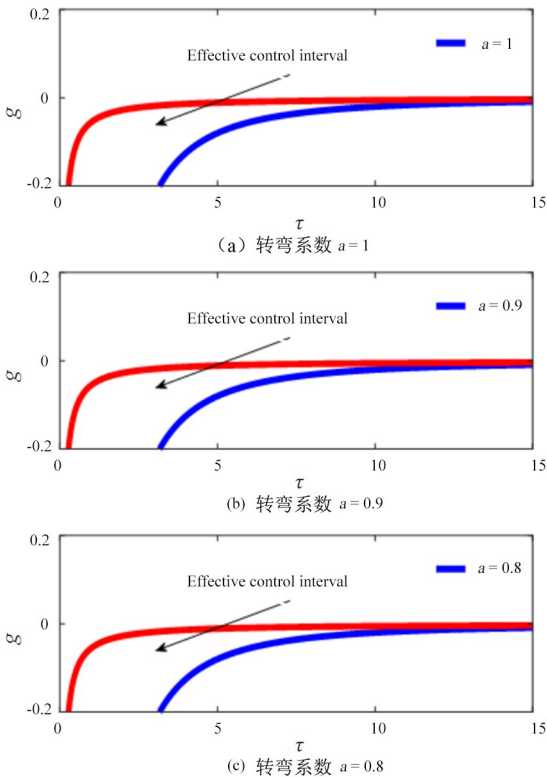 0.2
Effective control interval
a = 1
0
g
-0.2
0 5 10 15
τ
（a）转弯系数 a = 1
0.2
Effective control interval
a = 0.9
0
g
-0.2
0 5 10 15
τ
(b) 转弯系数 a = 0.9
0.2
Effective control interval
a = 0.8
0
g
-0.2
0 5 10 15
τ
(c) 转弯系数 a = 0.8